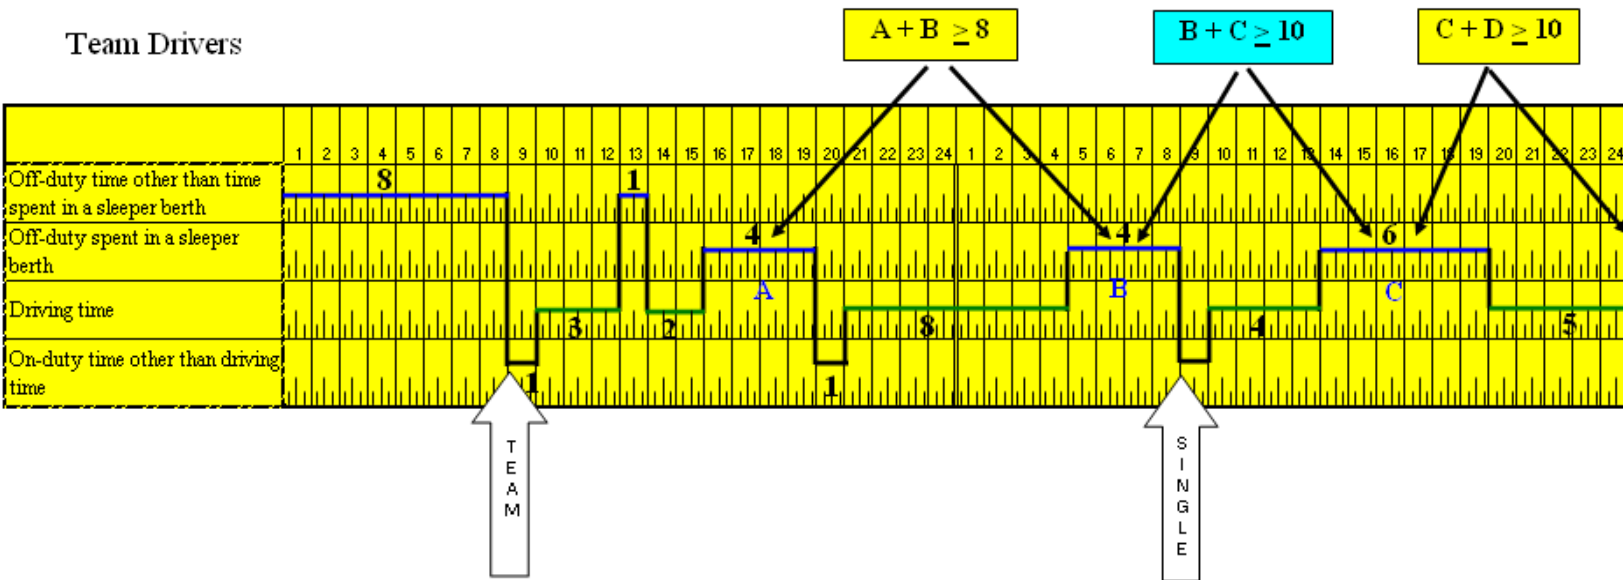 Team Drivers
A + B ≥ 8
B + C ≥ 10
C + D ≥ 10
1 2 3 4 5 6 7 8 9 10 11 12 13 14 15 16 17 18 19 20 21 22 23 24 1 2 3 4 5 6 7 8 9 10 11 12 13 14 15 16 17 18 19 20 21 22 23 24
Off-duty time other than time
spent in a sleeper berth
8 1
Off-duty spent in a sleeper
berth
4 4 6
A B C
Driving time
3 2 8 4 5
On-duty time other than driving
time
1 1
TEAM
SINGLE